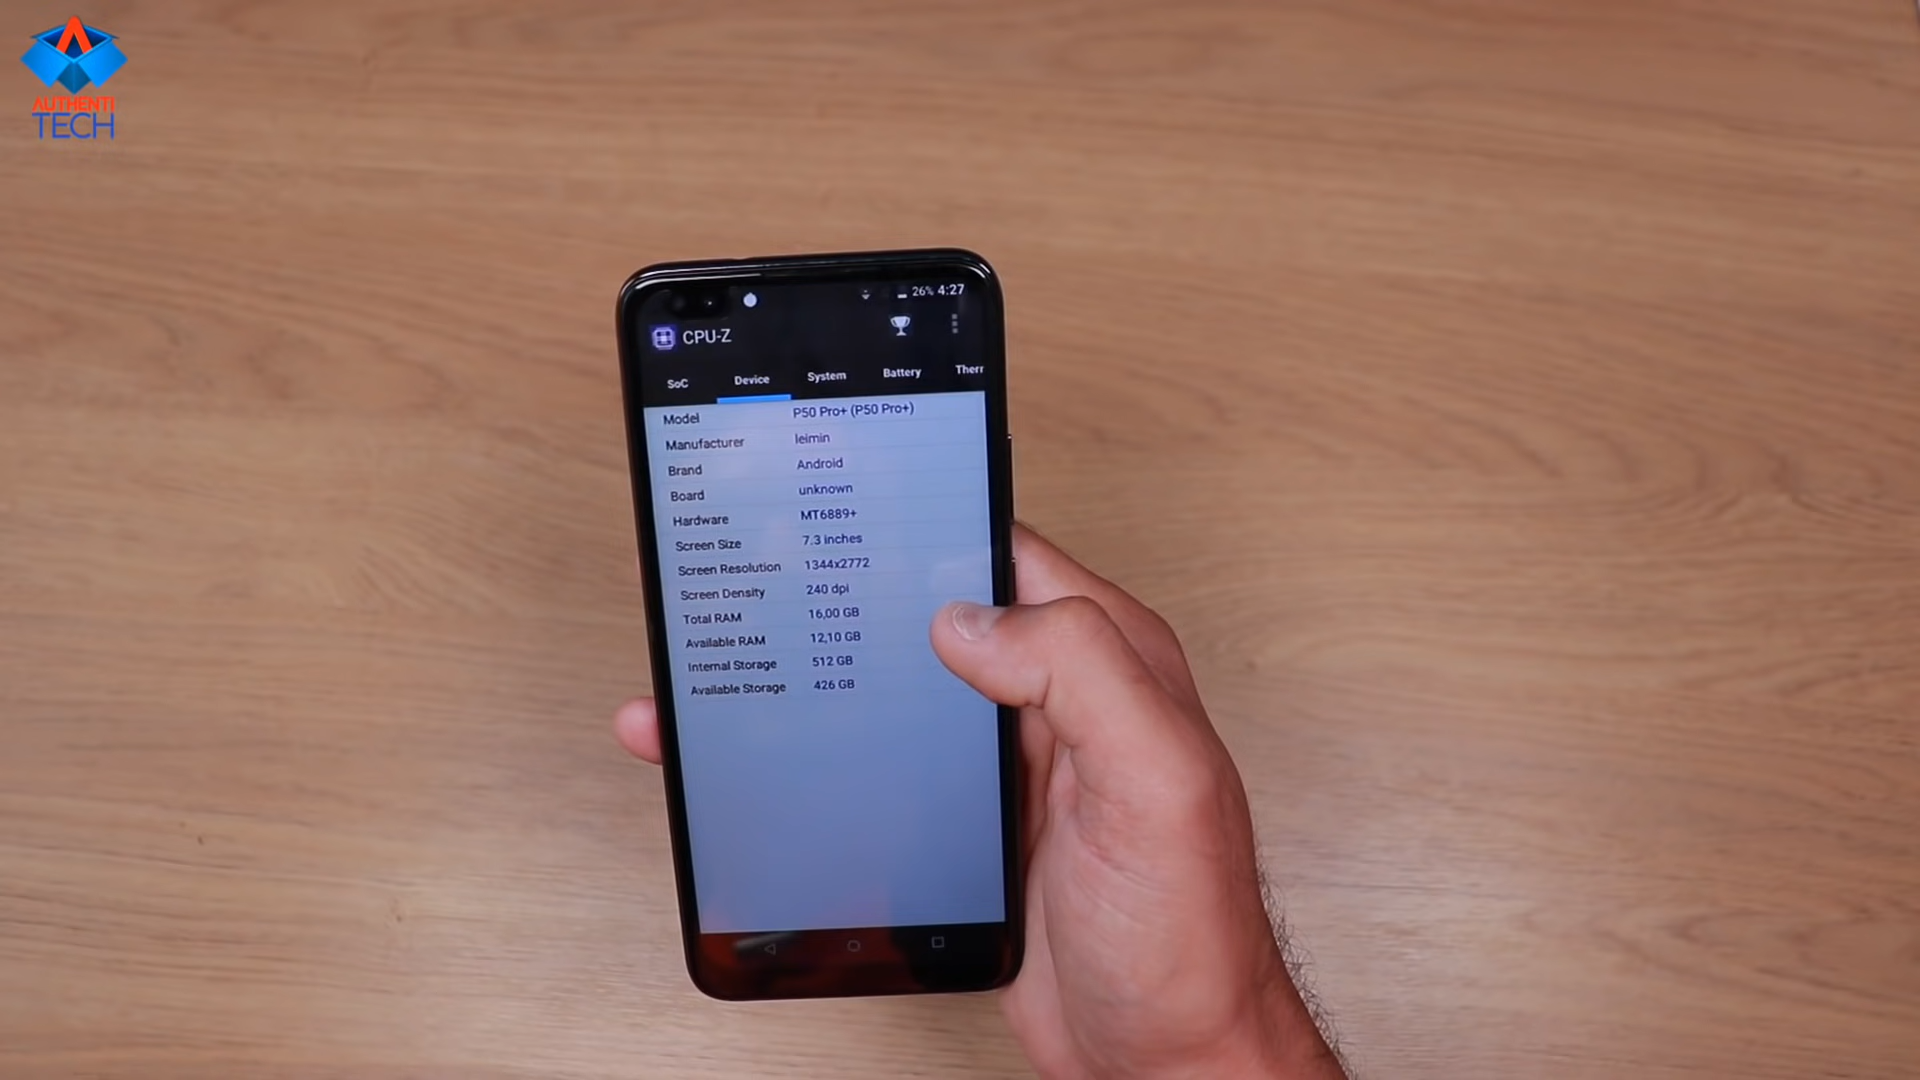 AUTHENTI
TECH
26% 4:27
CPU-Z
SoC Device System Battery Therr
Model P50 Pro+ (P50 Pro+)
Manufacturer leimin
Brand Android
Board unknown
Hardware MT6889+
Screen Size 7.3 inches
Screen Resolution 1344x2772
Screen Density 240 dpi
Total RAM 16,00 GB
Available RAM 12,10 GB
Internal Storage 512 GB
Available Storage 426 GB